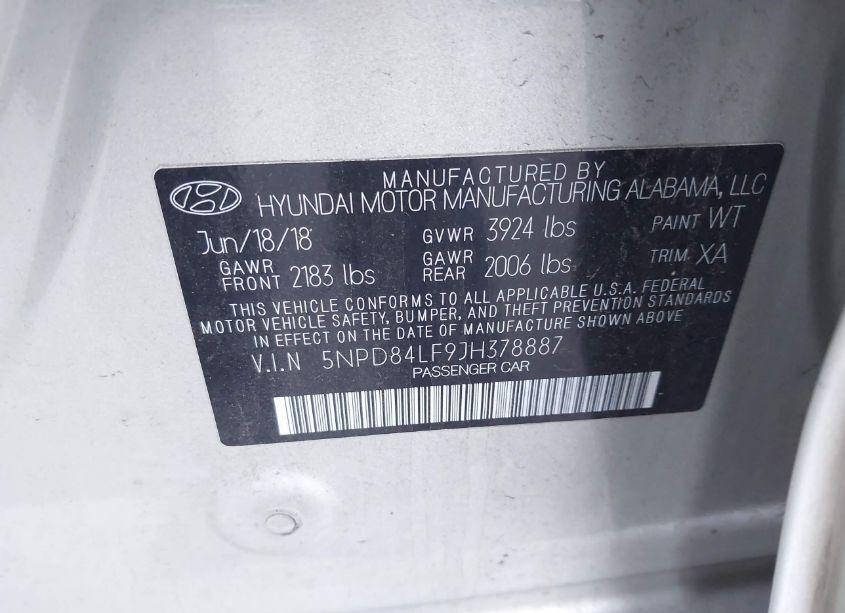 MANUFACTURED BY
HYUNDAI MOTOR MANUFACTURING ALABAMA, LLC
Jun/18/18 GVWR 3924 lbs PAINT WT
GAWR FRONT 2183 lbs GAWR REAR 2006 lbs TRIM XA
THIS VEHICLE CONFORMS TO ALL APPLICABLE U.S.A. FEDERAL
MOTOR VEHICLE SAFETY, BUMPER, AND THEFT PREVENTION STANDARDS
IN EFFECT ON THE DATE OF MANUFACTURE SHOWN ABOVE
V.I.N 5NPD84LF9JH378887
PASSENGER CAR